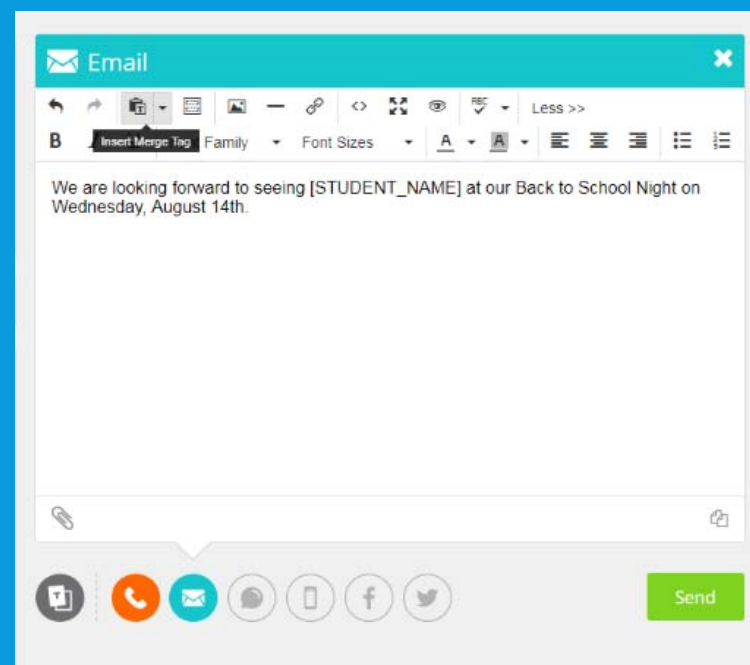 Email
ABC Less >>
B Insert Merge Tag Family Font Sizes A A
We are looking forward to seeing [STUDENT_NAME] at our Back to School Night on
Wednesday, August 14th.
T f Send